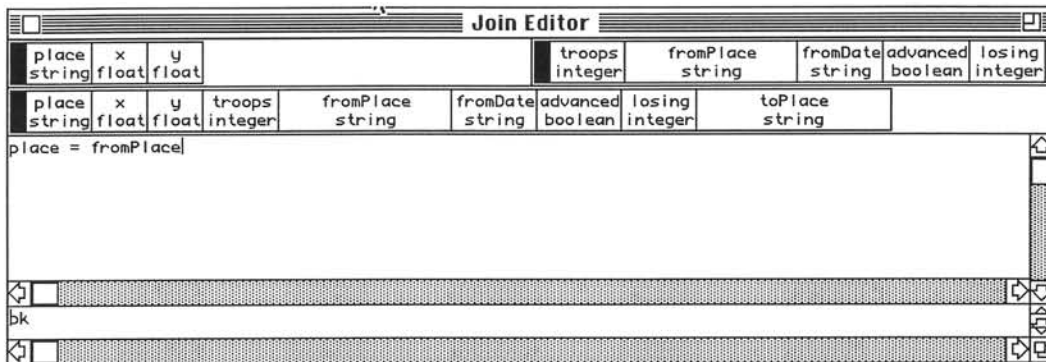 Join Editor
place x y troops fromPlace fromDate advanced losing
string float float integer string string boolean integer
place x y troops fromPlace fromDate advanced losing toPlace
string float float integer string string boolean integer string
place = fromPlace